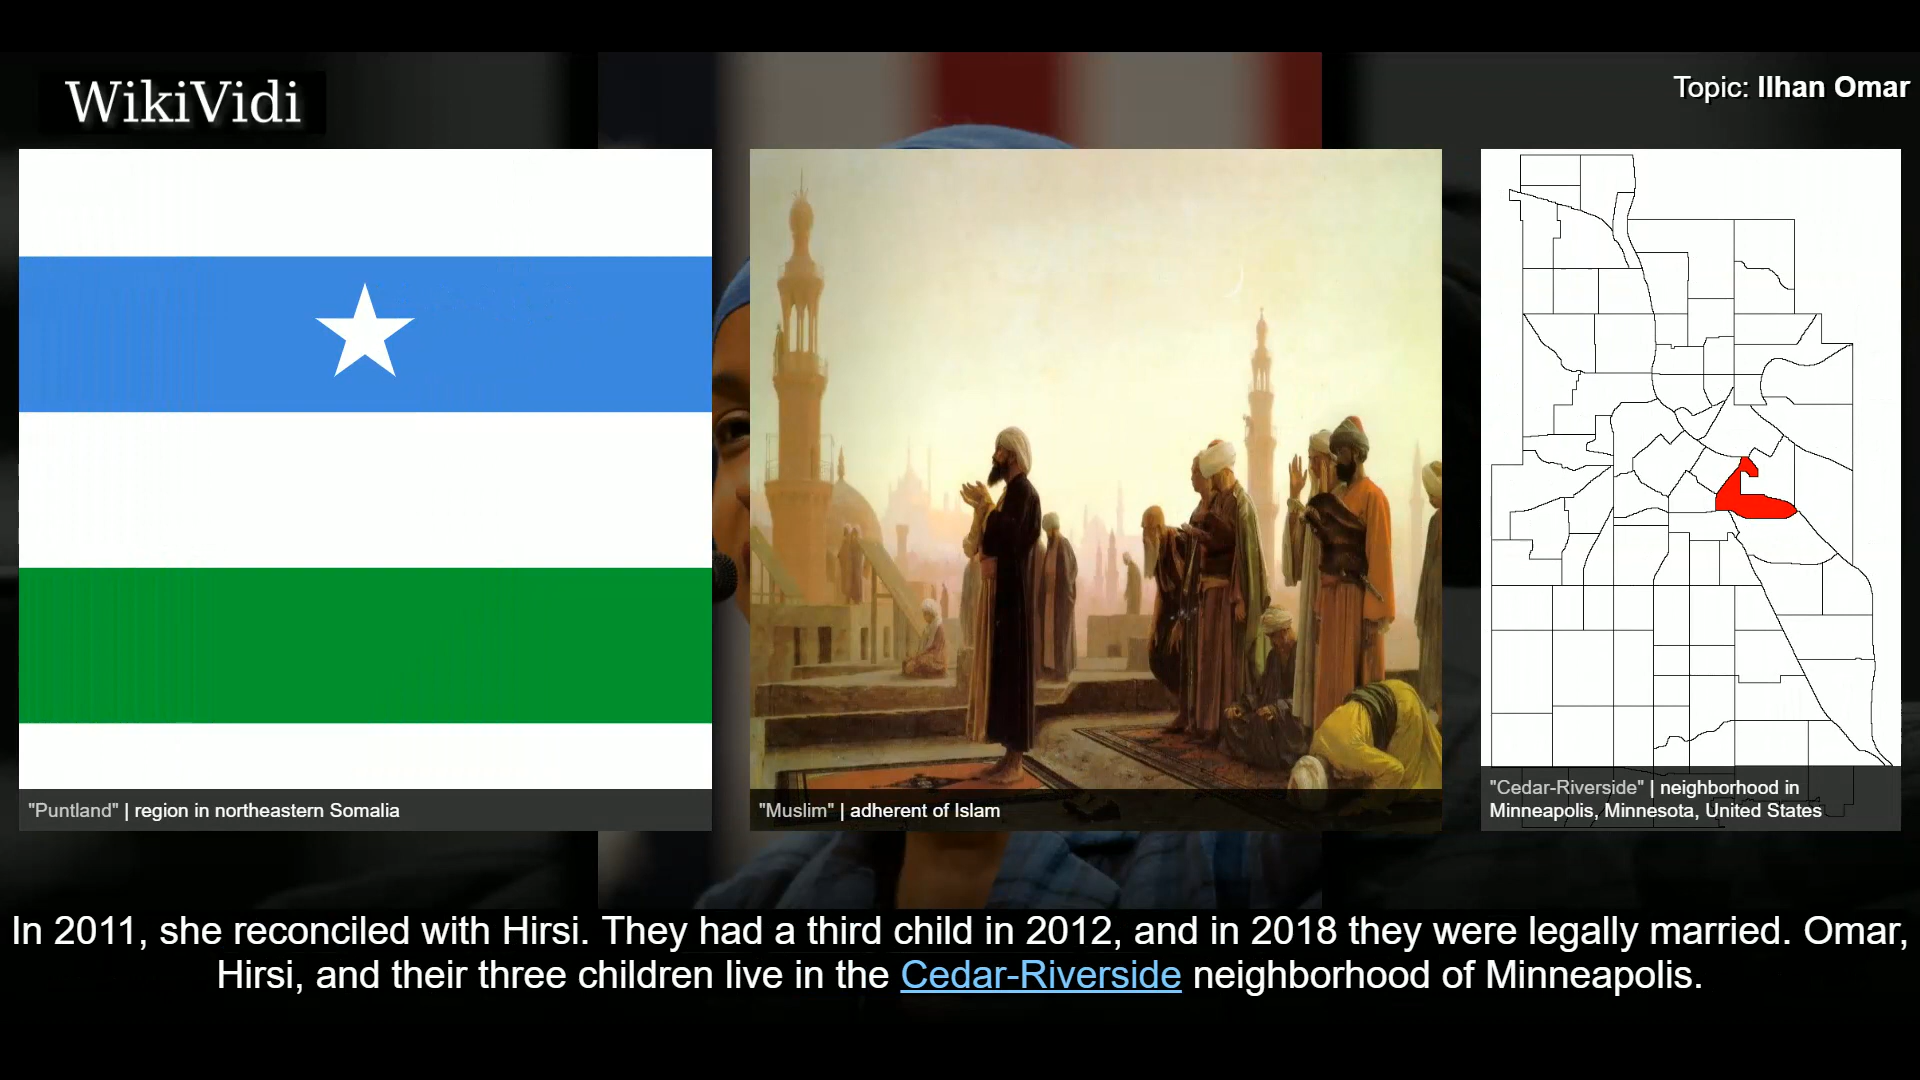 WikiVidi
Topic: Ilhan Omar
"Puntland" | region in northeastern Somalia
"Muslim" | adherent of Islam
"Cedar-Riverside" | neighborhood in
Minneapolis, Minnesota, United States
In 2011, she reconciled with Hirsi. They had a third child in 2012, and in 2018 they were legally married. Omar,
Hirsi, and their three children live in the Cedar-Riverside neighborhood of Minneapolis.